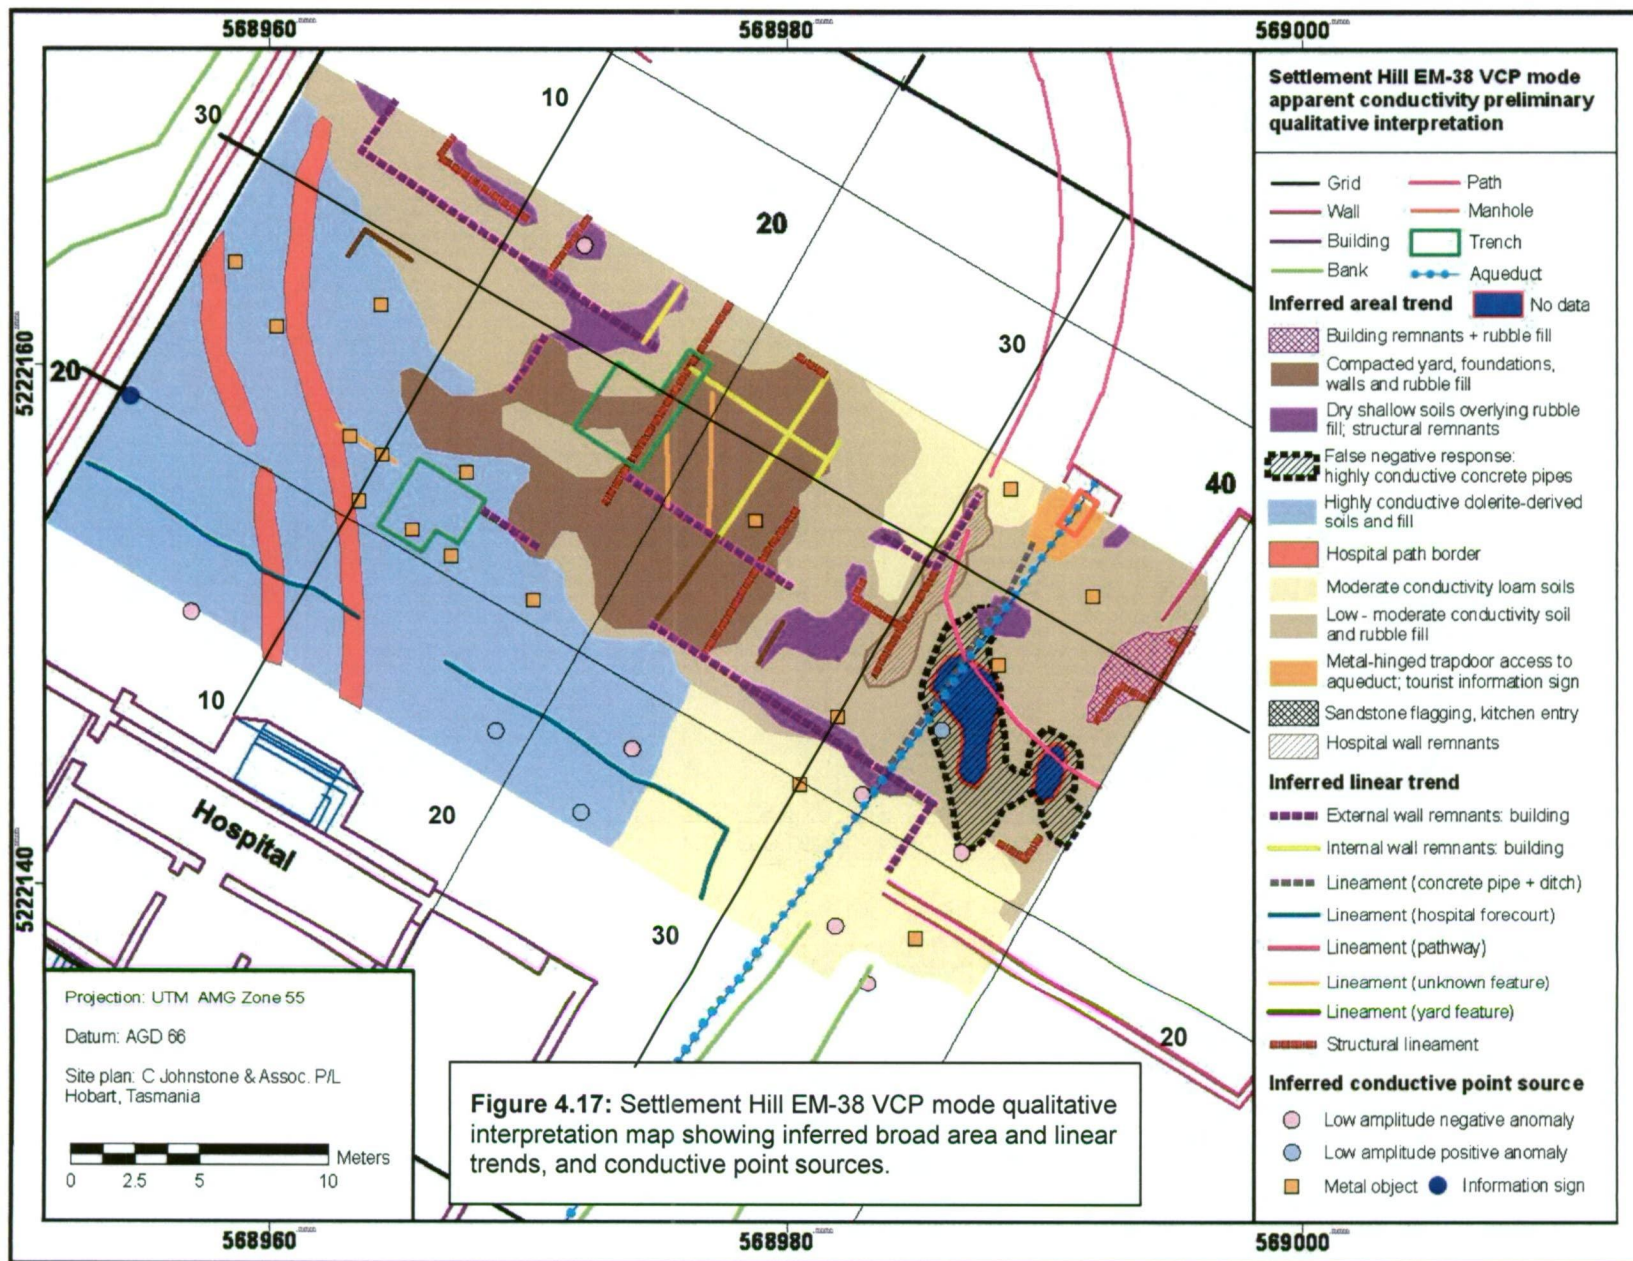 568960
568980
569000
5222160
5222140
30
10
20
20
30
40
10
20
30
20
Hospital
Settlement Hill EM-38 VCP mode
apparent conductivity preliminary
qualitative interpretation
Grid
Path
Wall
Manhole
Building
Trench
Bank
Aqueduct
Inferred areal trend
No data
Building remnants + rubble fill
Compacted yard, foundations,
walls and rubble fill
Dry shallow soils overlying rubble
fill; structural remnants
False negative response:
highly conductive concrete pipes
Highly conductive dolerite-derived
soils and fill
Hospital path border
Moderate conductivity loam soils
Low - moderate conductivity soil
and rubble fill
Metal-hinged trapdoor access to
aqueduct; tourist information sign
Sandstone flagging, kitchen entry
Hospital wall remnants
Inferred linear trend
External wall remnants: building
Internal wall remnants: building
Lineament (concrete pipe + ditch)
Lineament (hospital forecourt)
Lineament (pathway)
Lineament (unknown feature)
Lineament (yard feature)
Structural lineament
Inferred conductive point source
Low amplitude negative anomaly
Low amplitude positive anomaly
Metal object
Information sign
Projection: UTM AMG Zone 55
Datum: AGD 66
Site plan: C Johnstone & Assoc. P/L
Hobart, Tasmania
Meters
0 2.5 5 10
Figure 4.17: Settlement Hill EM-38 VCP mode qualitative
interpretation map showing inferred broad area and linear
trends, and conductive point sources.
568960
568980
569000